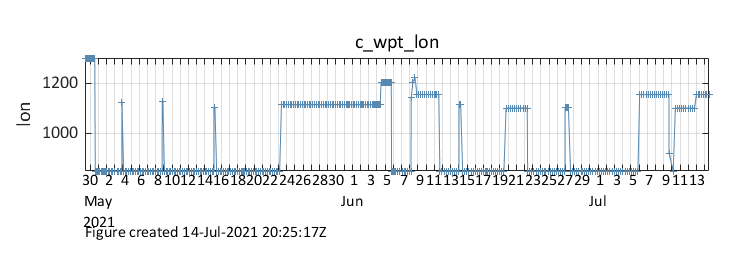 c_wpt_lon
lon
1200
1000
30 2 4 6 8 10 12 14 16 18 20 22 24 26 28 30 1 3 5 7 9 11 13 15 17 19 21 23 25 27 29 1 3 5 7 9 11 13
May Jun Jul
2021
Figure created 14-Jul-2021 20:25:17Z